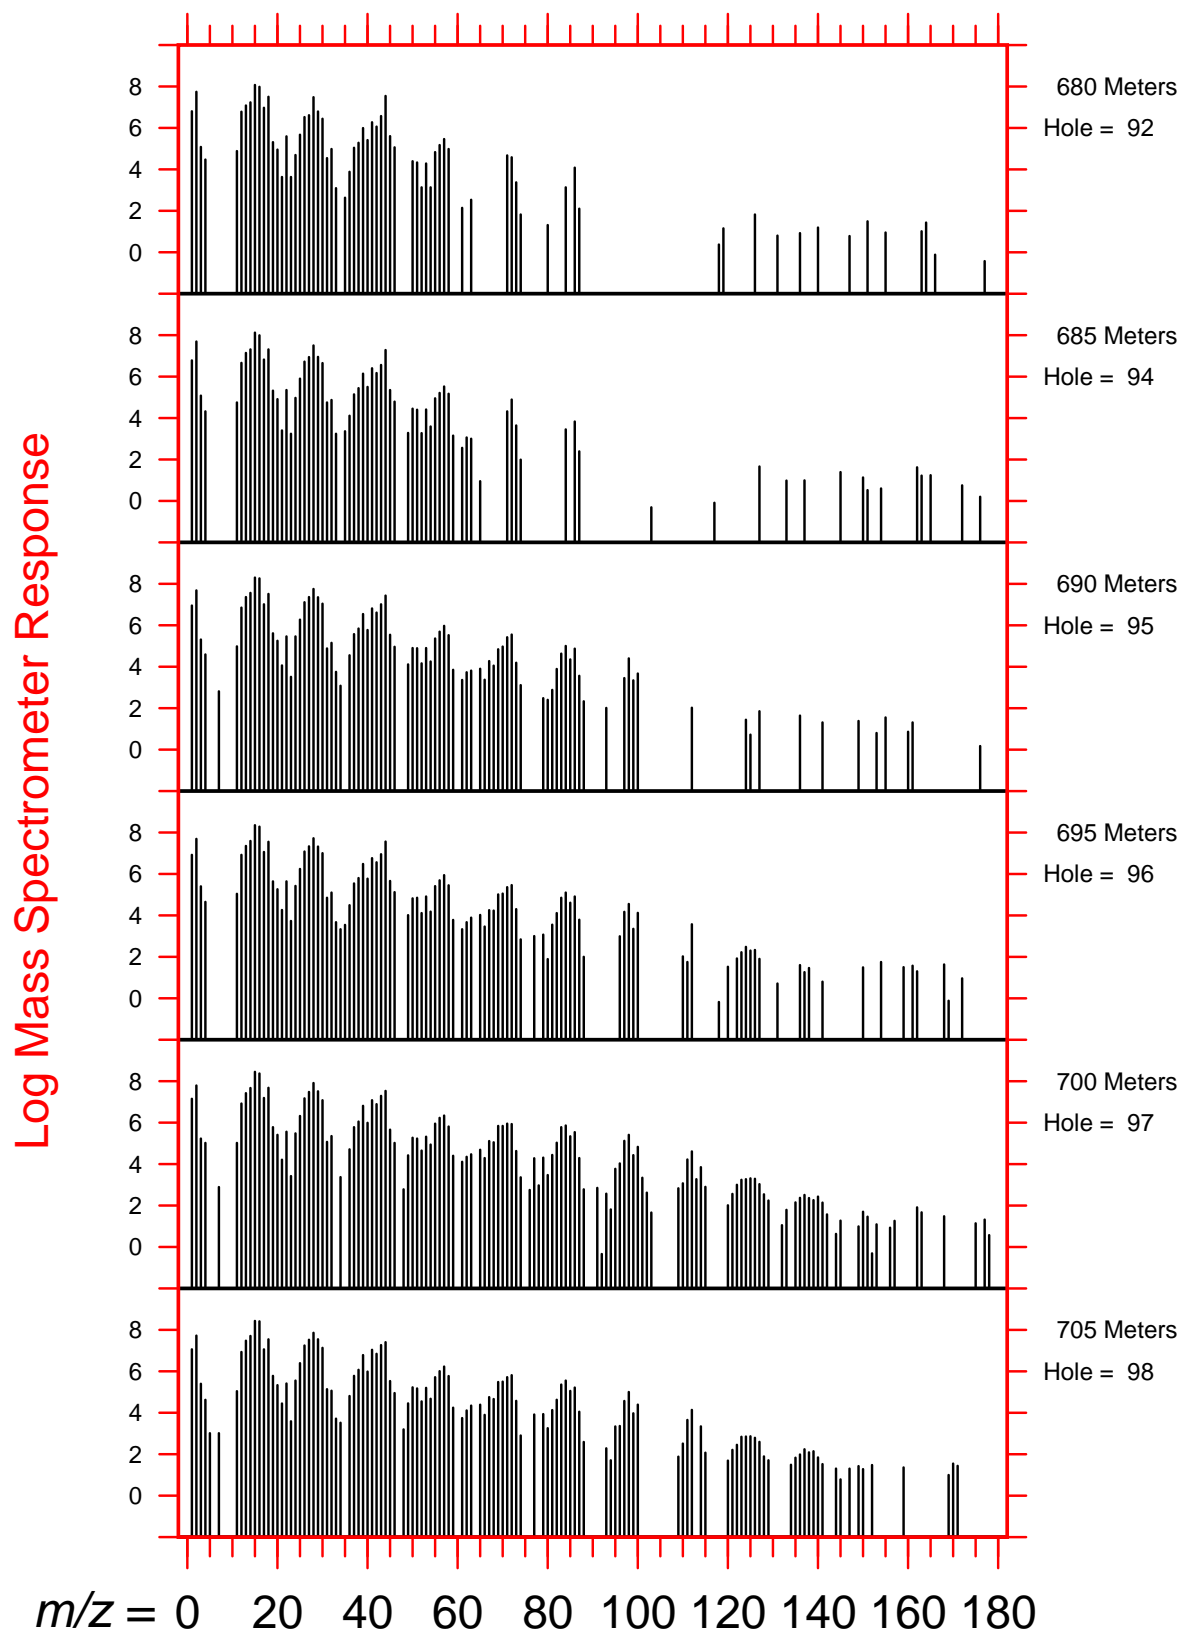 8 680 Meters
6 Hole = 92
4
2
0
8 685 Meters
6 Hole = 94
4
2
0
8 690 Meters
6 Hole = 95
4
2
0
8 695 Meters
6 Hole = 96
4
2
0
8 700 Meters
6 Hole = 97
4
2
0
8 705 Meters
6 Hole = 98
4
2
0
Log Mass Spectrometer Response
m/z = 0 20 40 60 80 100 120 140 160 180